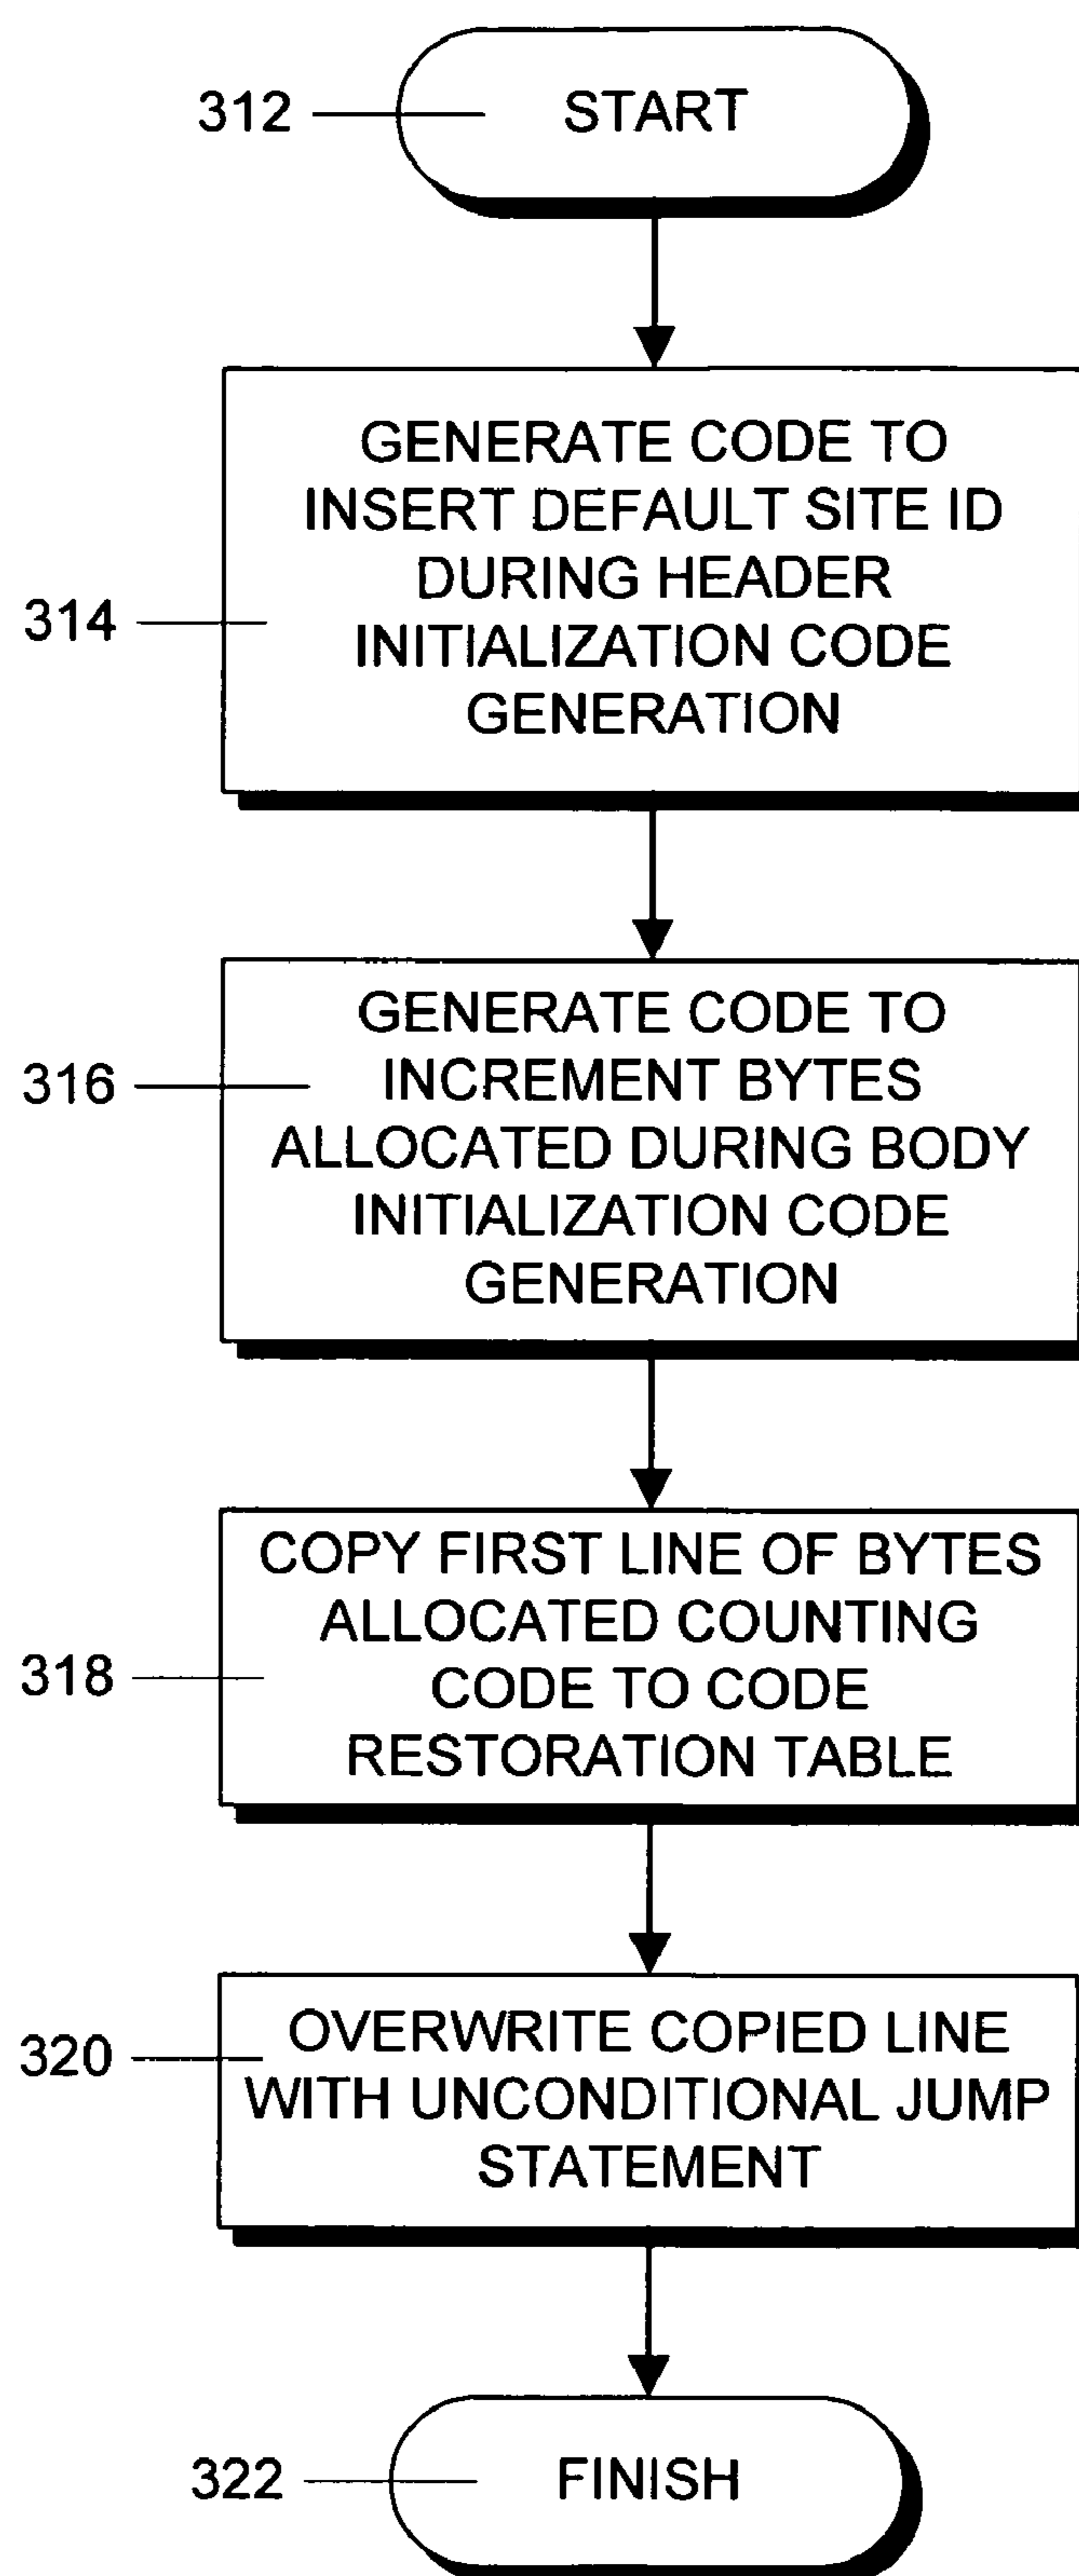 312
START
GENERATE CODE TO
INSERT DEFAULT SITE ID
DURING HEADER
314
INITIALIZATION CODE
GENERATION
GENERATE CODE TO
316
INCREMENT BYTES
ALLOCATED DURING BODY
INITIALIZATION CODE
GENERATION
COPY FIRST LINE OF BYTES
ALLOCATED COUNTING
318
CODE TO CODE
RESTORATION TABLE
320
OVERWRITE COPIED LINE
WITH UNCONDITIONAL JUMP
STATEMENT
322
FINISH